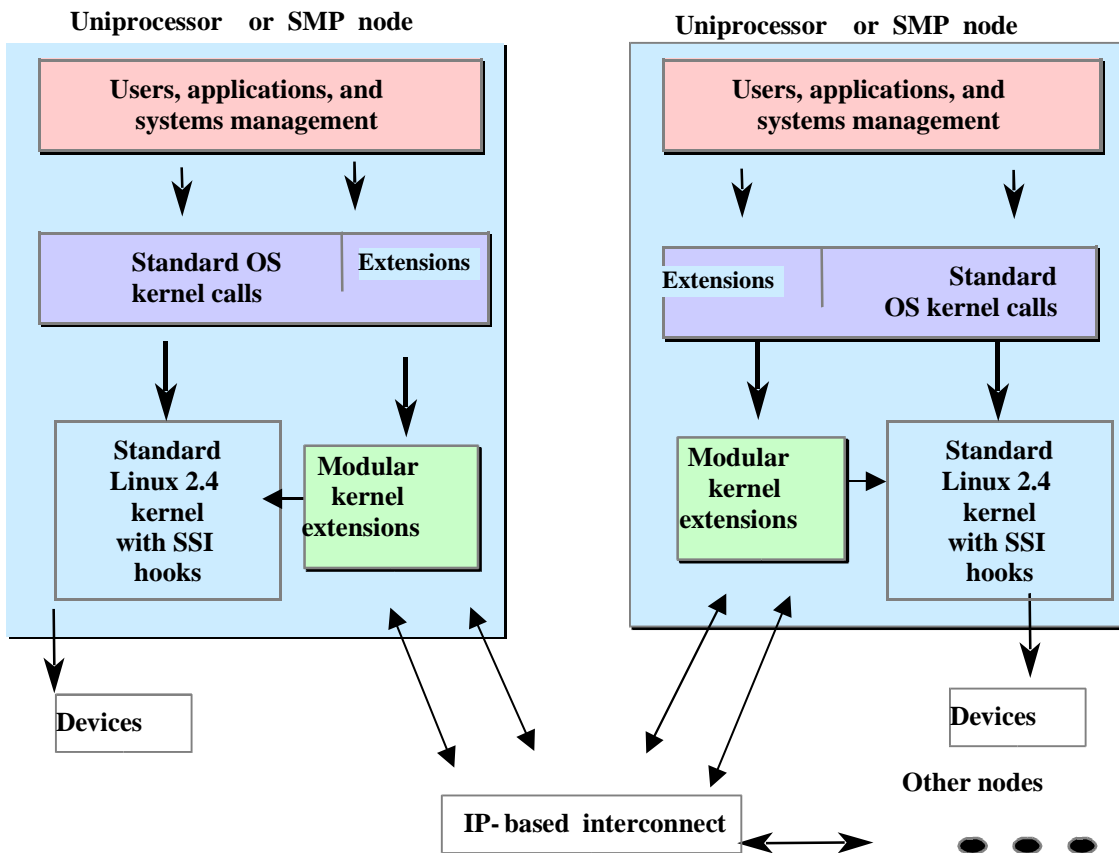 Uniprocessor or SMP node
Users, applications, and
systems management
Standard OS
kernel calls
Extensions
Standard
Linux 2.4
kernel
with SSI
hooks
Modular
kernel
extensions
Devices
Uniprocessor or SMP node
Users, applications, and
systems management
Extensions
Standard
OS kernel calls
Modular
kernel
extensions
Standard
Linux 2.4
kernel
with SSI
hooks
Devices
Other nodes
IP-based interconnect